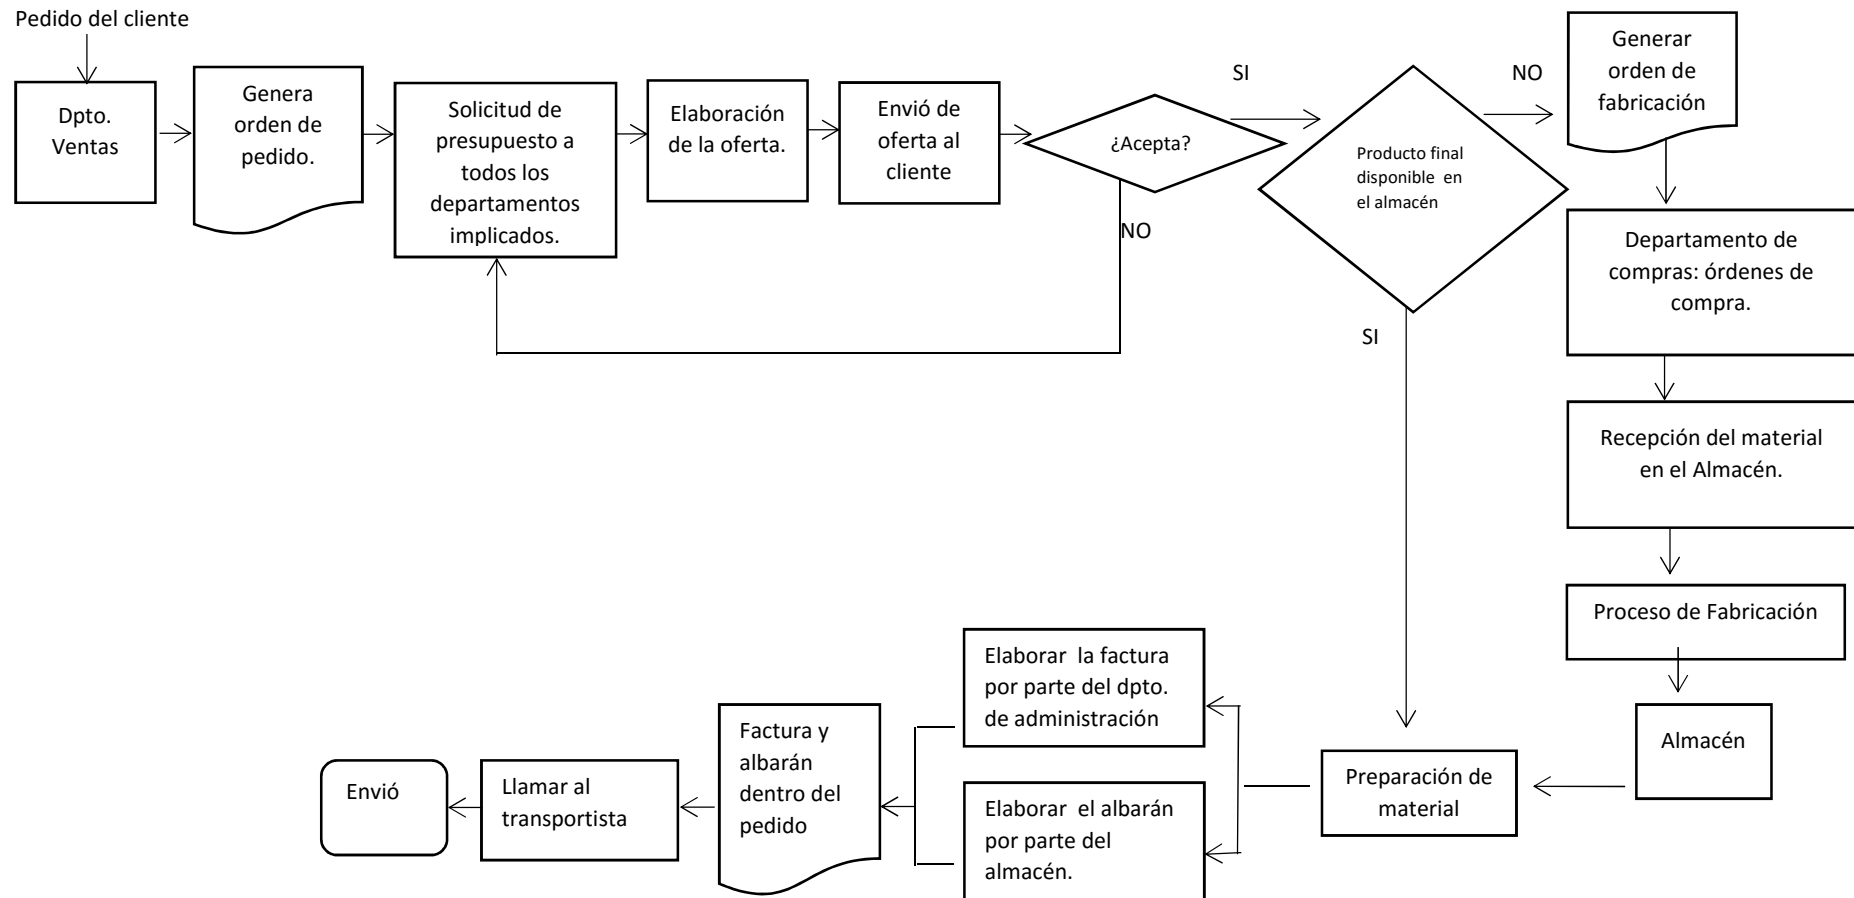 Pedido del cliente
Dpto.
Ventas
Genera
orden de
pedido.
Solicitud de
presupuesto a
todos los
departamentos
implicados.
Elaboración
de la oferta.
Envió de
oferta al
cliente
¿Acepta?
SI
NO
Producto final
disponible en
el almacén
NO
SI
Generar
orden de
fabricación
Departamento de
compras: órdenes de
compra.
Recepción del material
en el Almacén.
Proceso de Fabricación
Almacén
Preparación de
material
Elaborar la factura
por parte del dpto.
de administración
Elaborar el albarán
por parte del
almacén.
Factura y
albarán
dentro del
pedido
Llamar al
transportista
Envió